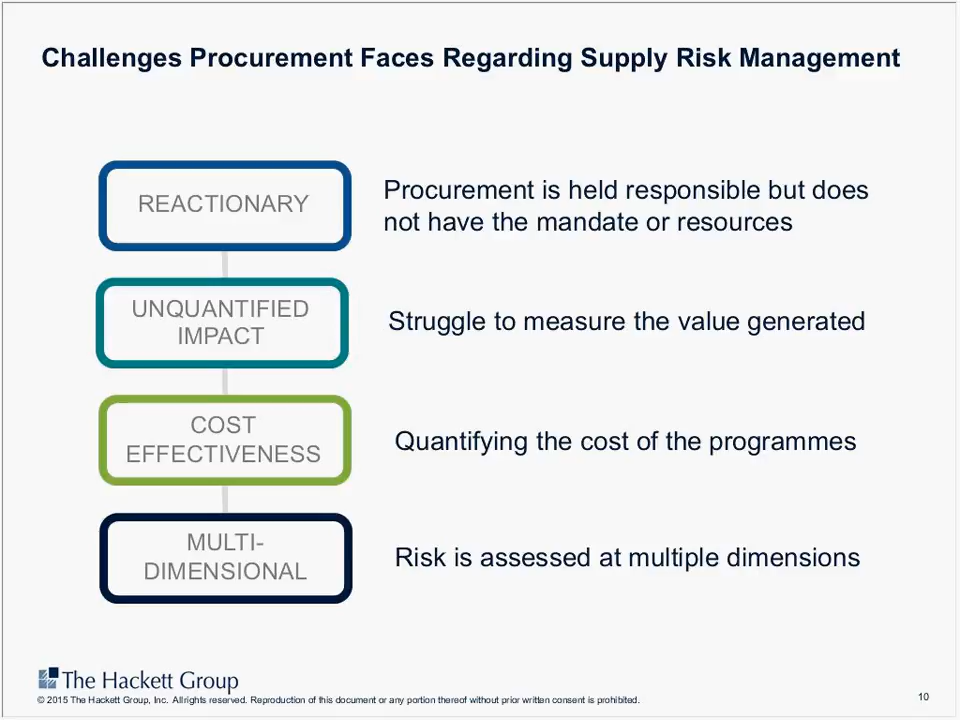 Challenges Procurement Faces Regarding Supply Risk Management
REACTIONARY
Procurement is held responsible but does
not have the mandate or resources
UNQUANTIFIED
IMPACT
Struggle to measure the value generated
COST
EFFECTIVENESS
Quantifying the cost of the programmes
MULTI-
DIMENSIONAL
Risk is assessed at multiple dimensions
The Hackett Group
© 2015 The Hackett Group, Inc. All rights reserved. Reproduction of this document or any portion thereof without prior written consent is prohibited.
10